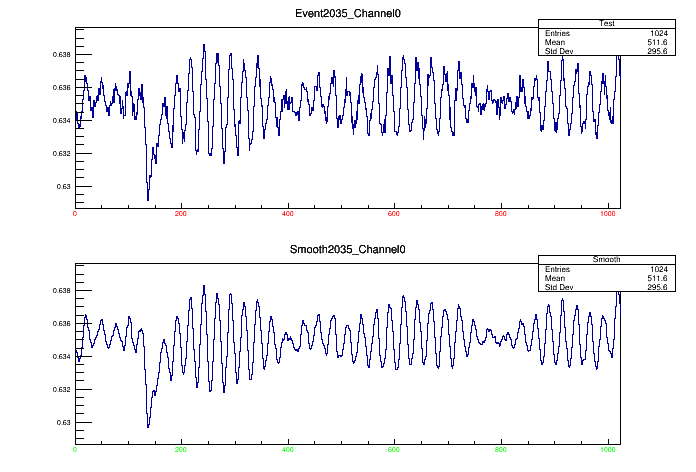 Event2035_Channel0
Test
Entries 1024
Mean 511.6
Std Dev 295.6
0.638
0.636
0.634
0.632
0.63
0 200 400 600 800 1000
Smooth2035_Channel0
Smooth
Entries 1024
Mean 511.6
Std Dev 295.6
0.638
0.636
0.634
0.632
0.63
0 200 400 600 800 1000